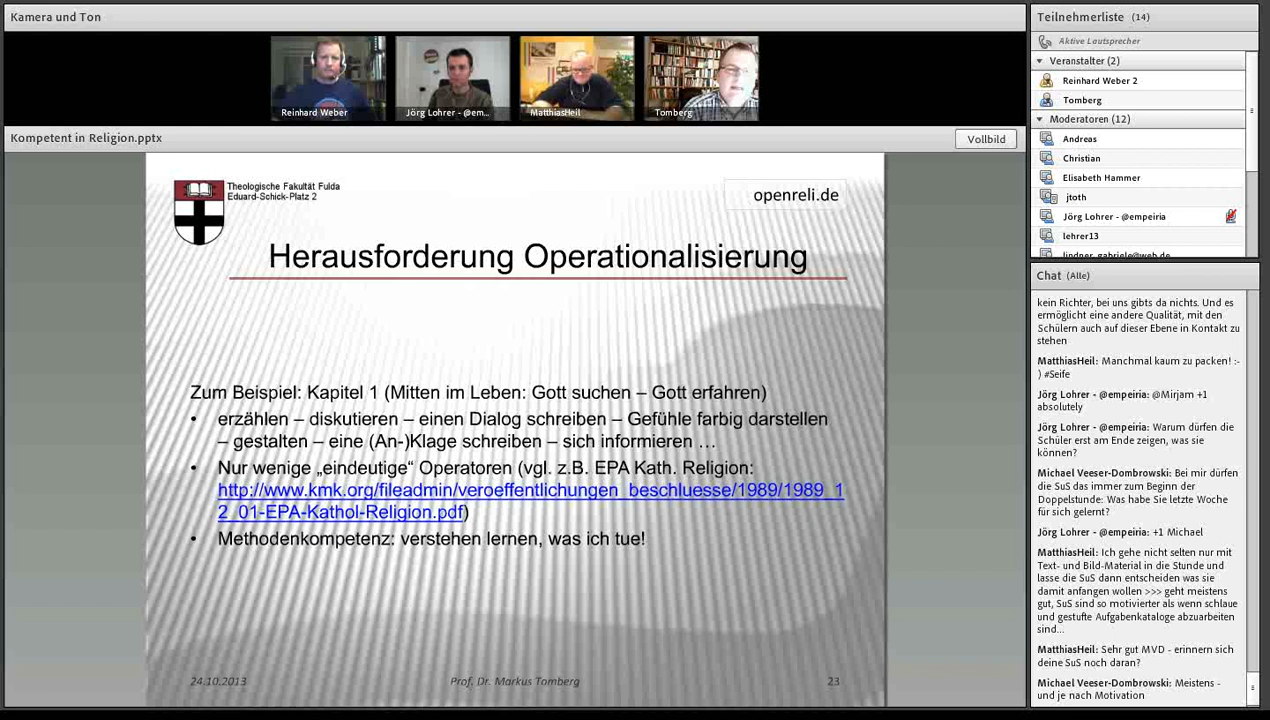 Kamera und Ton
Reinhard Weber
Jörg Lohrer - @em...
MatthiasHeil
Tomberg
Kompetent in Religion.pptx
Vollbild
Theologische Fakultät Fulda
Eduard-Schick-Platz 2
openreli.de
Herausforderung Operationalisierung
Zum Beispiel: Kapitel 1 (Mitten im Leben: Gott suchen – Gott erfahren)
• erzählen – diskutieren – einen Dialog schreiben – Gefühle farbig darstellen
– gestalten – eine (An-)Klage schreiben – sich informieren …
• Nur wenige „eindeutige“ Operatoren (vgl. z.B. EPA Kath. Religion:
http://www.kmk.org/fileadmin/veroeffentlichungen_beschluesse/1989/1989_1
2_01-EPA-Kathol-Religion.pdf)
• Methodenkompetenz: verstehen lernen, was ich tue!
24.10.2013
Prof. Dr. Markus Tomberg
23
Teilnehmerliste (14)
Aktive Lautsprecher
Veranstalter (2)
Reinhard Weber 2
Tomberg
Moderatoren (12)
Andreas
Christian
Elisabeth Hammer
jtoth
Jörg Lohrer - @empeiria
lehrer13
lindner_gabriele@web.de
Chat (Alle)
kein Richter, bei uns gibts da nichts. Und es
ermöglicht eine andere Qualität, mit den
Schülern auch auf dieser Ebene in Kontakt zu
stehen
MatthiasHeil: Manchmal kaum zu packen! :-
) #Seife
Jörg Lohrer - @empeiria: @Mirjam +1
absolutely
Jörg Lohrer - @empeiria: Warum dürfen die
Schüler erst am Ende zeigen, was sie
können?
Michael Veeser-Dombrowski: Bei mir dürfen
die SuS das immer zum Beginn der
Doppelstunde: Was habe Sie letzte Woche
für sich gelernt?
Jörg Lohrer - @empeiria: +1 Michael
MatthiasHeil: Ich gehe nicht selten nur mit
Text- und Bild-Material in die Stunde und
lasse die SuS dann entscheiden was sie
damit anfangen wollen >>> geht meistens
gut, SuS sind so motivierter als wenn schlaue
und gestufte Aufgabenkataloge abzuarbeiten
sind...
MatthiasHeil: Sehr gut MVD - erinnern sich
deine SuS noch daran?
Michael Veeser-Dombrowski: Meistens -
und je nach Motivation